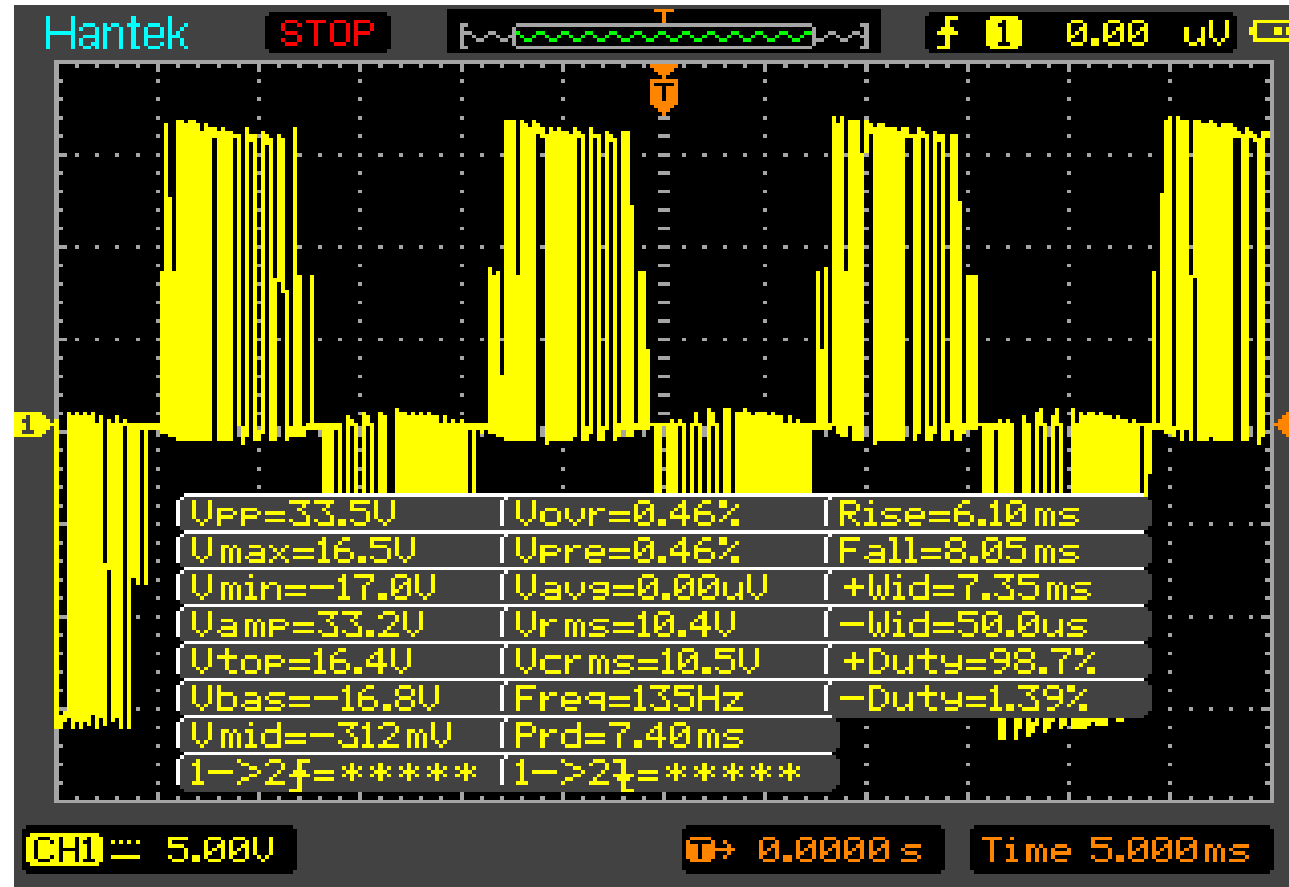 Hantek STOP T f 1 0.00 uV
T
1
Vpp=33.5V Vovr=0.46% Rise=6.10ms
Vmax=16.5V Vpre=0.46% Fall=8.05ms
Vmin=-17.0V Vavg=0.00uV +Wid=7.35ms
Vamp=33.2V Vrms=10.4V -Wid=50.0us
Vtop=16.4V Vcrms=10.5V +Duty=98.7%
Vbas=-16.8V Freq=135Hz -Duty=1.39%
Vmid=-312mV Prd=7.40ms
1->2⨍=***** 1->2⨎=*****
CH1 5.00V T→ 0.0000 s Time 5.000ms